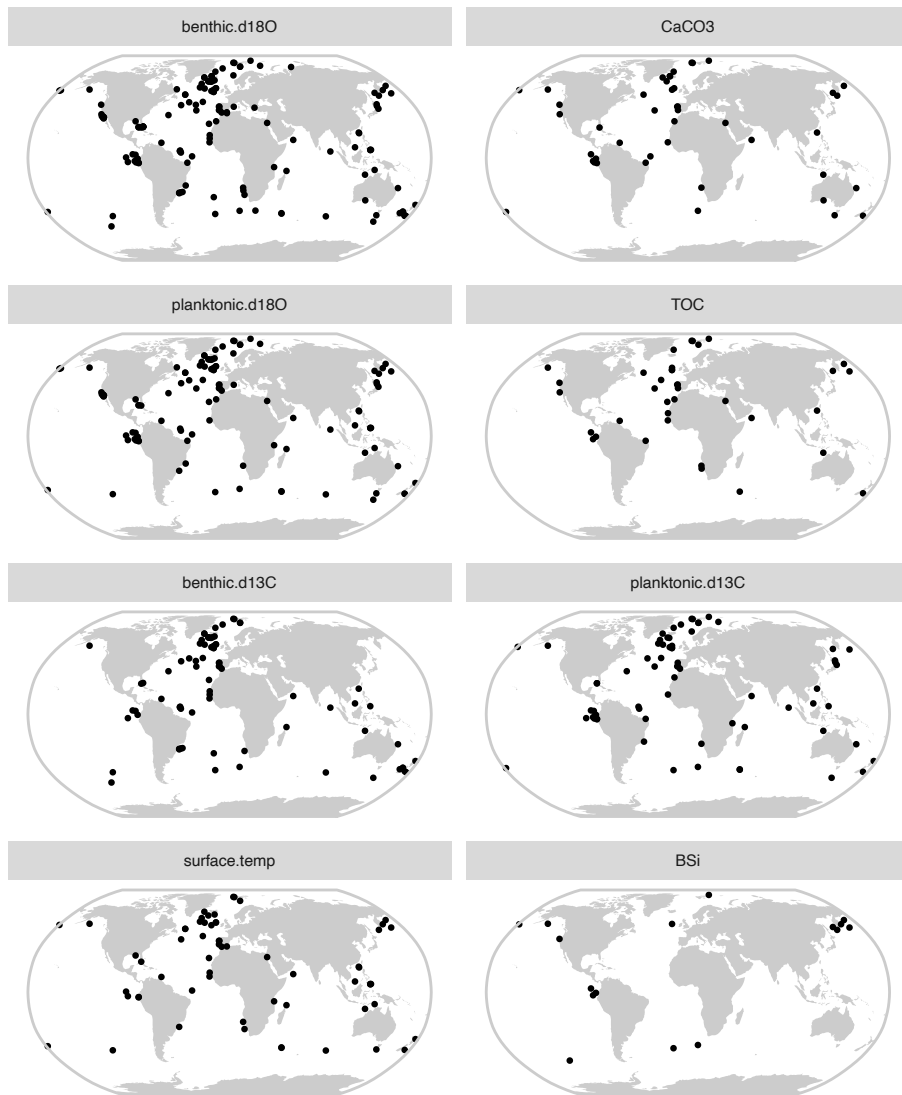 benthic.d18O
CaCO3
planktonic.d18O
TOC
benthic.d13C
planktonic.d13C
surface.temp
BSi